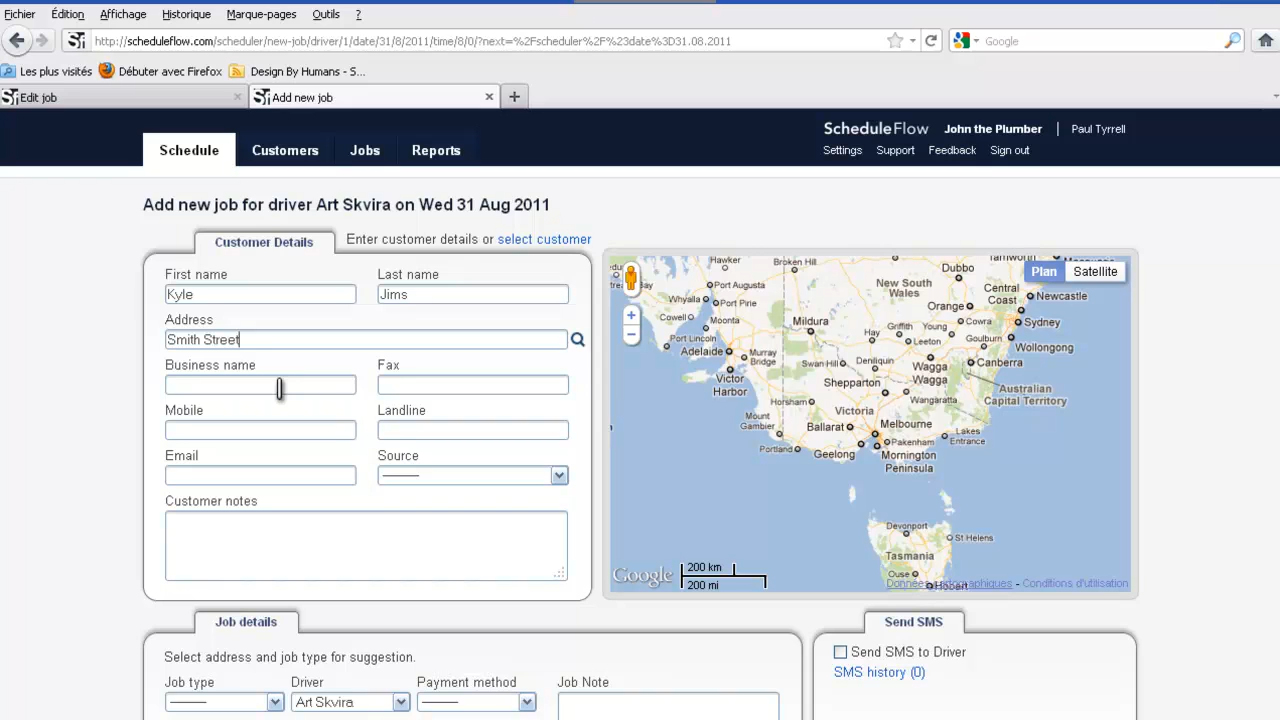 Fichier Édition Affichage Historique Marque-pages Outils ?
http://scheduleflow.com/scheduler/new-job/driver/1/date/31/8/2011/time/8/0/?next=%2Fscheduler%2F%23date%3D31.08.2011 Google
Les plus visités Débuter avec Firefox Design By Humans - S...
Edit job Add new job
ScheduleFlow John the Plumber | Paul Tyrrell
Schedule Customers Jobs Reports
Settings Support Feedback Sign out
Add new job for driver Art Skvira on Wed 31 Aug 2011
Customer Details Enter customer details or select customer
First name Last name
Kyle Jims
Address
Smith Street
Business name Fax
Mobile Landline
Email Source
Customer notes
Plan Satellite
Hawker Broken Hill Tamworth
Dubbo
Port Augusta New South Wales Central Coast
Whyalla Port Pirie Orange Newcastle
Cowell Moonta Mildura Hay Griffith Young Cowra Sydney
Port Lincoln Leeton Goulburn Wollongong
Adelaide Murray Bridge Swan Hill Wagga Wagga Canberra
Victor Harbor Deniliquin
Shepparton Albury Australian Capital Territory
Horsham Wangaratta
Mount Gambier Victoria
Ballarat Melbourne
Portland Geelong Pakenham Lakes Entrance
Mornington Peninsula
Devonport
St Helens
Tasmania
Ouse
Hobart
Google 200 km
200 mi
Données cartographiques - Conditions d'utilisation
Job details
Select address and job type for suggestion.
Job type Driver Payment method Job Note
Art Skvira
Send SMS
Send SMS to Driver
SMS history (0)